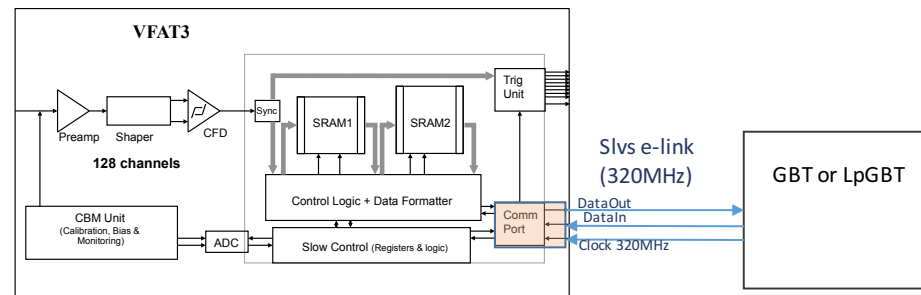 VFAT3
Trig
Unit
Sync
SRAM1
SRAM2
Preamp
Shaper
CFD
128 channels
Slvs e-link
(320MHz)
GBT or LpGBT
Control Logic + Data Formatter
Comm
Port
DataOut
DataIn
Clock 320MHz
CBM Unit
(Calibration, Bias &
Monitoring)
ADC
Slow Control (Registers & logic)